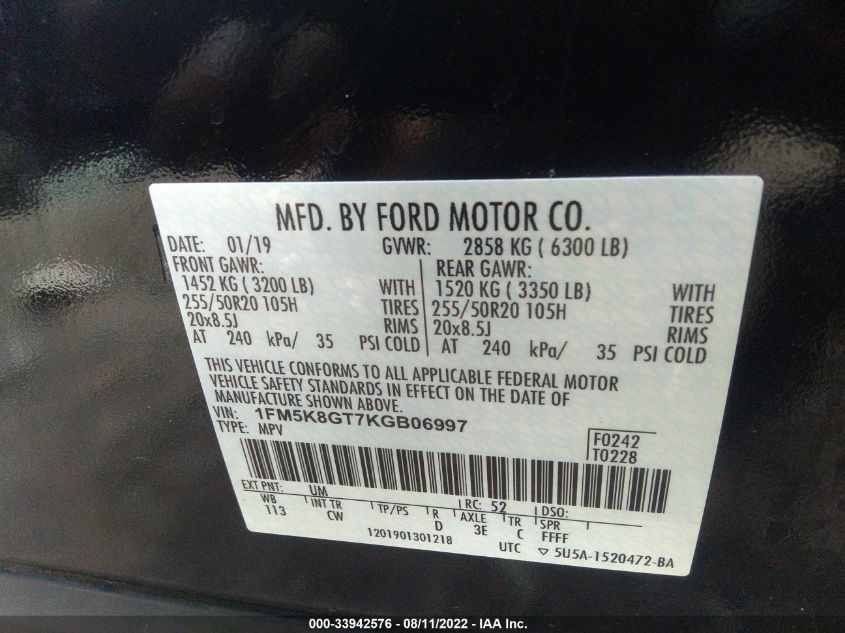 MFD. BY FORD MOTOR CO.
DATE: 01/19 GVWR: 2858 KG ( 6300 LB)
FRONT GAWR: REAR GAWR:
1452 KG ( 3200 LB) WITH 1520 KG ( 3350 LB) WITH
255/50R20 105H TIRES 255/50R20 105H TIRES
20x8.5J RIMS 20x8.5J RIMS
AT 240 kPa/ 35 PSI COLD AT 240 kPa/ 35 PSI COLD
THIS VEHICLE CONFORMS TO ALL APPLICABLE FEDERAL MOTOR
VEHICLE SAFETY STANDARDS IN EFFECT ON THE DATE OF
MANUFACTURE SHOWN ABOVE.
VIN: 1FM5K8GT7KGB06997
TYPE: MPV
F0242
T0228
EXT PNT: UM RC: 52 DSO:
WB INT TR TP/PS R AXLE TR SPR
113 CW D 3E C FFFF
1201901301218
UTC ▽ 5U5A-1520472-BA
000-33942576 - 08/11/2022 - IAA Inc.